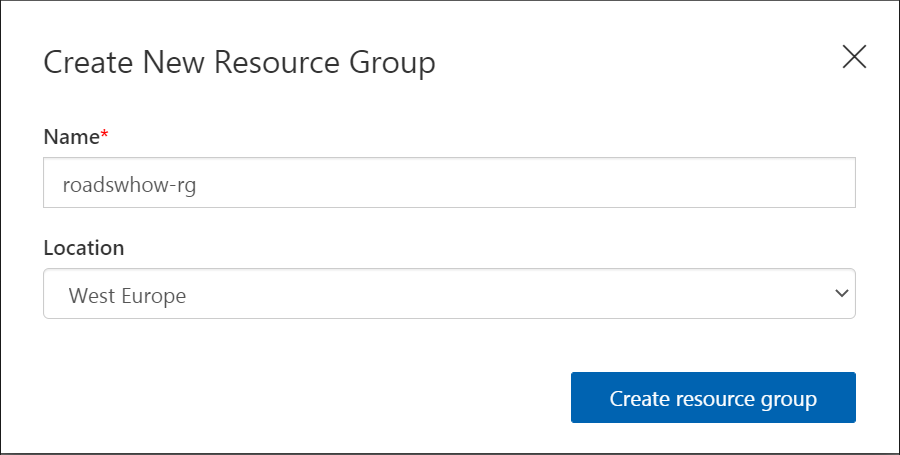 Create New Resource Group
Name*
roadswhow-rg
Location
West Europe
Create resource group